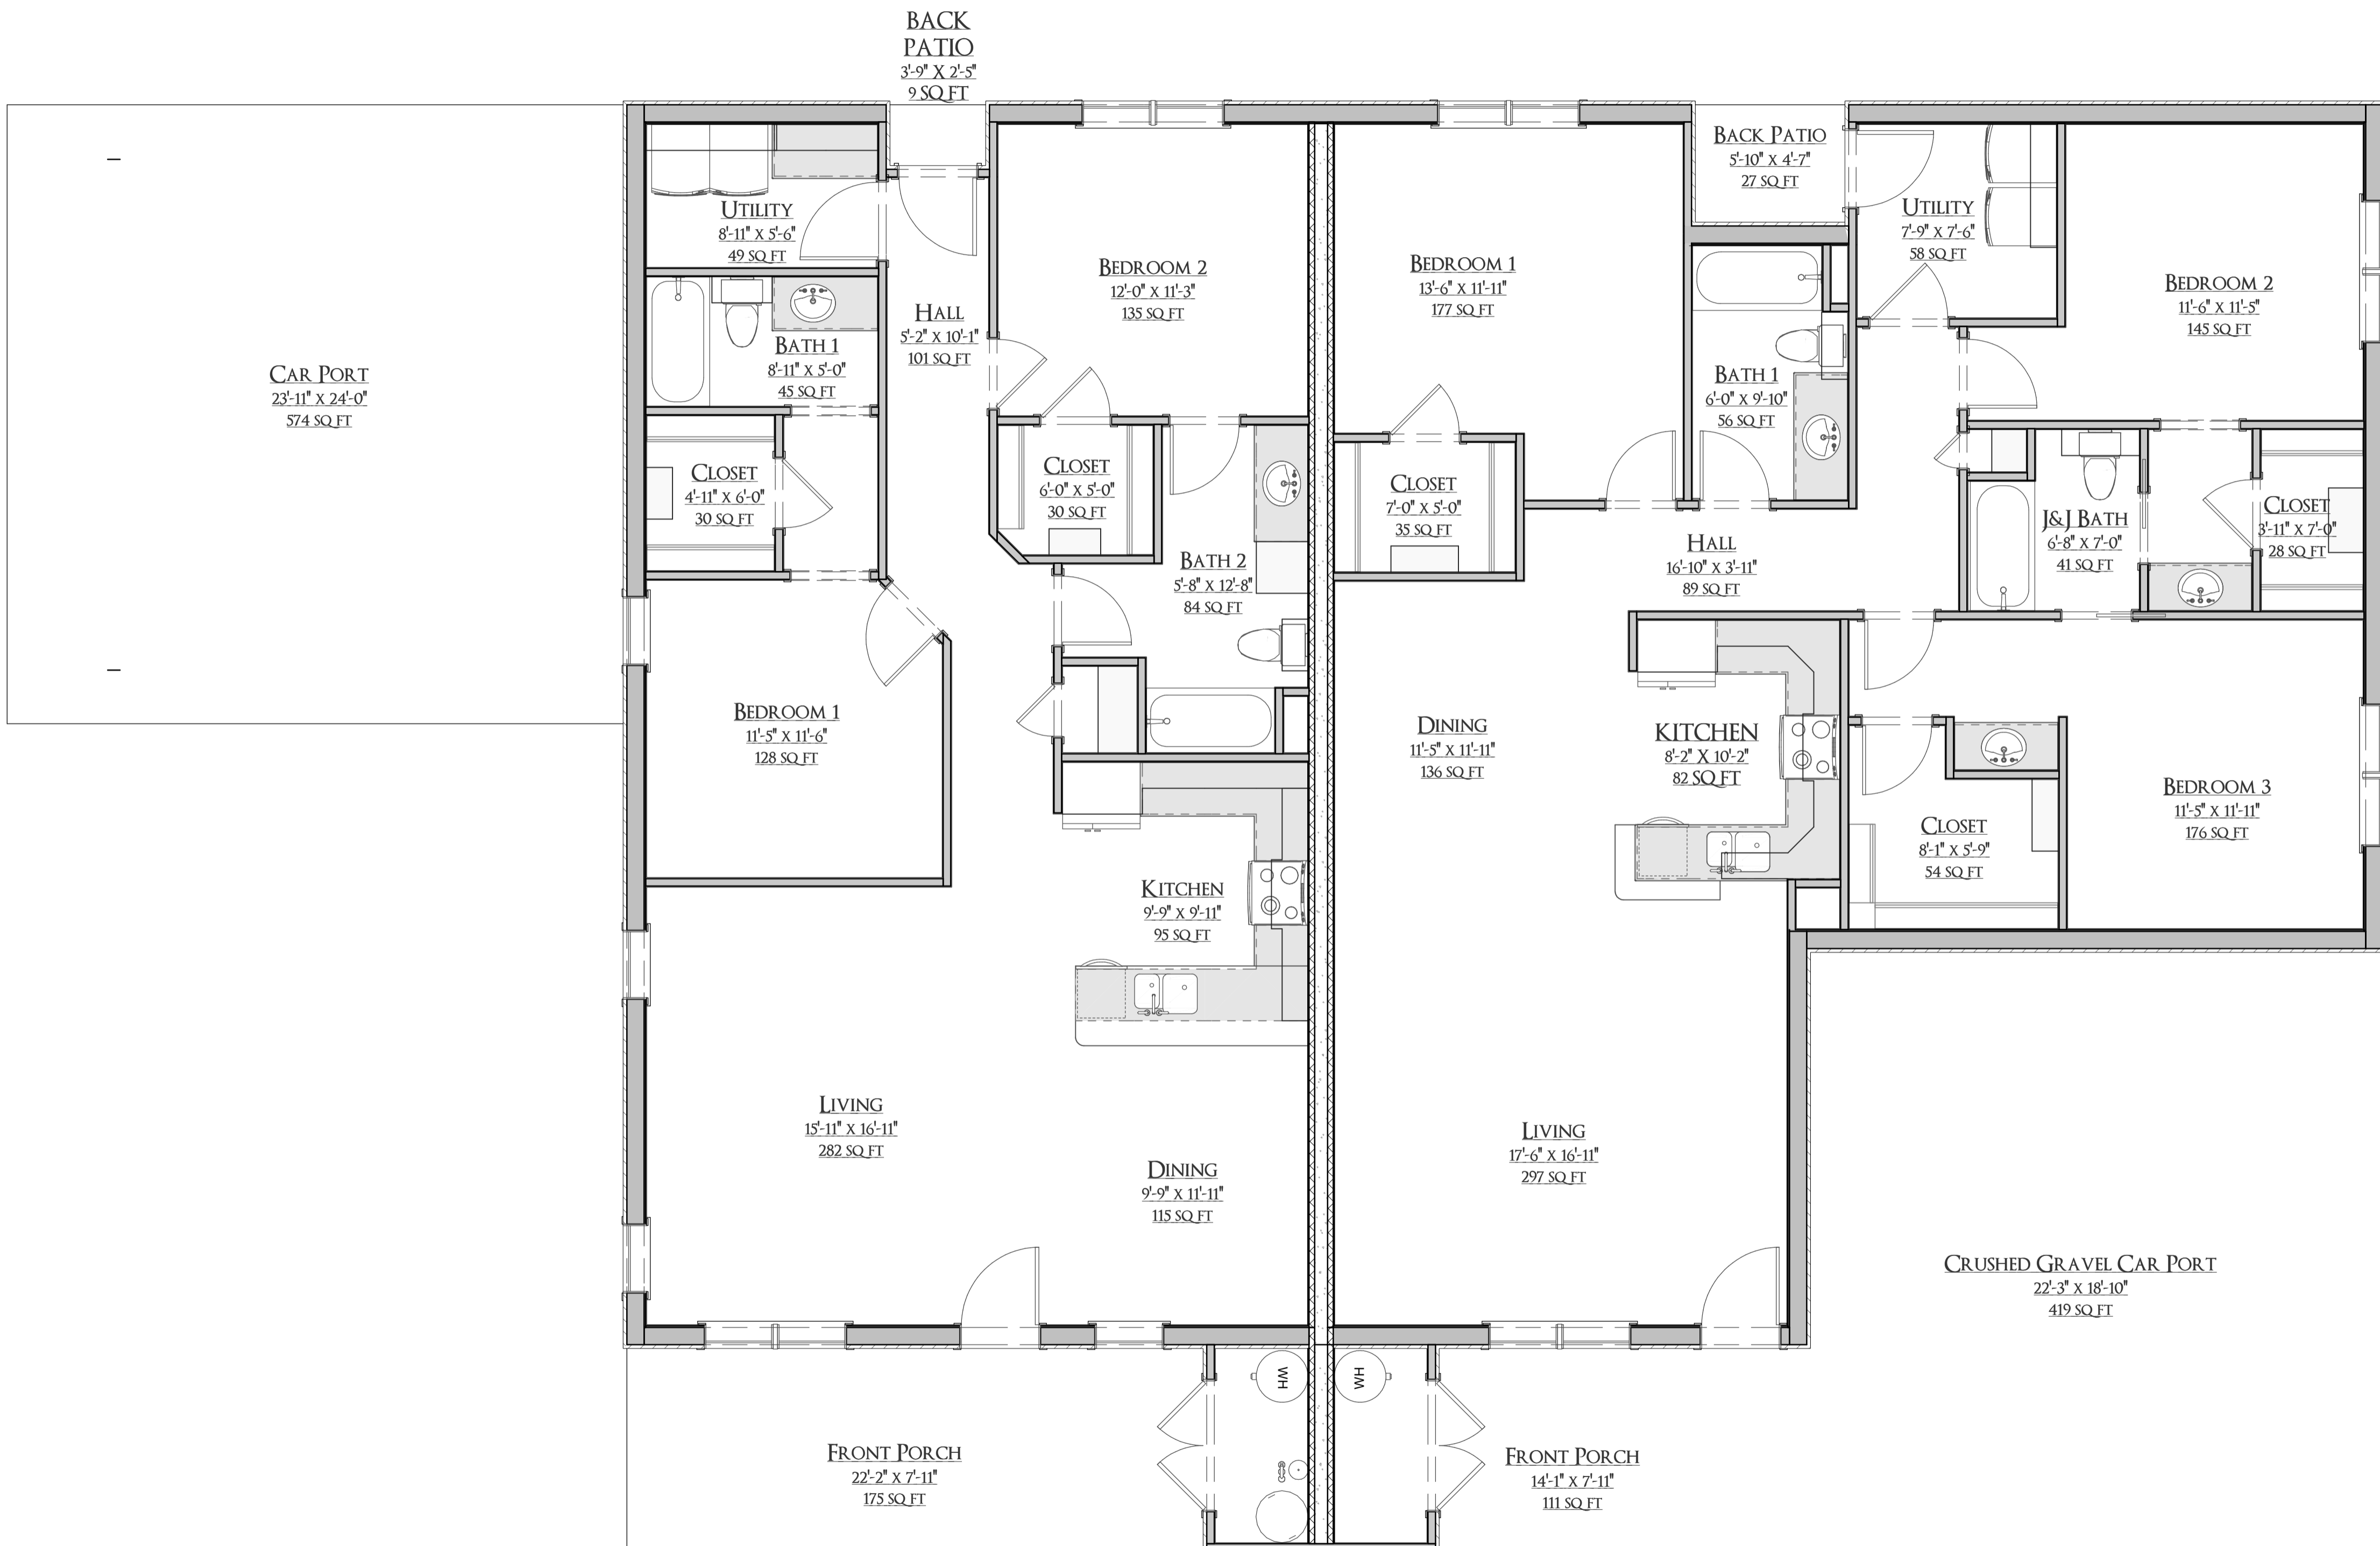 BACK
PATIO
3'-9" X 2'-5"
9 SQ FT
CAR PORT
23'-11" X 24'-0"
574 SQ FT
UTILITY
8'-11" X 5'-6"
49 SQ FT
BATH 1
8'-11" X 5'-0"
45 SQ FT
CLOSET
4'-11" X 6'-0"
30 SQ FT
HALL
5'-2" X 10'-1"
101 SQ FT
BEDROOM 2
12'-0" X 11'-3"
135 SQ FT
CLOSET
6'-0" X 5'-0"
30 SQ FT
BATH 2
5'-8" X 12'-8"
84 SQ FT
BEDROOM 1
11'-5" X 11'-6"
128 SQ FT
KITCHEN
9'-9" X 9'-11"
95 SQ FT
LIVING
15'-11" X 16'-11"
282 SQ FT
DINING
9'-9" X 11'-11"
115 SQ FT
FRONT PORCH
22'-2" X 7'-11"
175 SQ FT
WH
BEDROOM 1
13'-6" X 11'-11"
177 SQ FT
BACK PATIO
5'-10" X 4'-7"
27 SQ FT
UTILITY
7'-9" X 7'-6"
58 SQ FT
BEDROOM 2
11'-6" X 11'-5"
145 SQ FT
BATH 1
6'-0" X 9'-10"
56 SQ FT
CLOSET
7'-0" X 5'-0"
35 SQ FT
HALL
16'-10" X 3'-11"
89 SQ FT
J&J BATH
6'-8" X 7'-0"
41 SQ FT
CLOSET
3'-11" X 7'-0"
28 SQ FT
DINING
11'-5" X 11'-11"
136 SQ FT
KITCHEN
8'-2" X 10'-2"
82 SQ FT
CLOSET
8'-1" X 5'-9"
54 SQ FT
BEDROOM 3
11'-5" X 11'-11"
176 SQ FT
LIVING
17'-6" X 16'-11"
297 SQ FT
CRUSHED GRAVEL CAR PORT
22'-3" X 18'-10"
419 SQ FT
WH
FRONT PORCH
14'-1" X 7'-11"
111 SQ FT